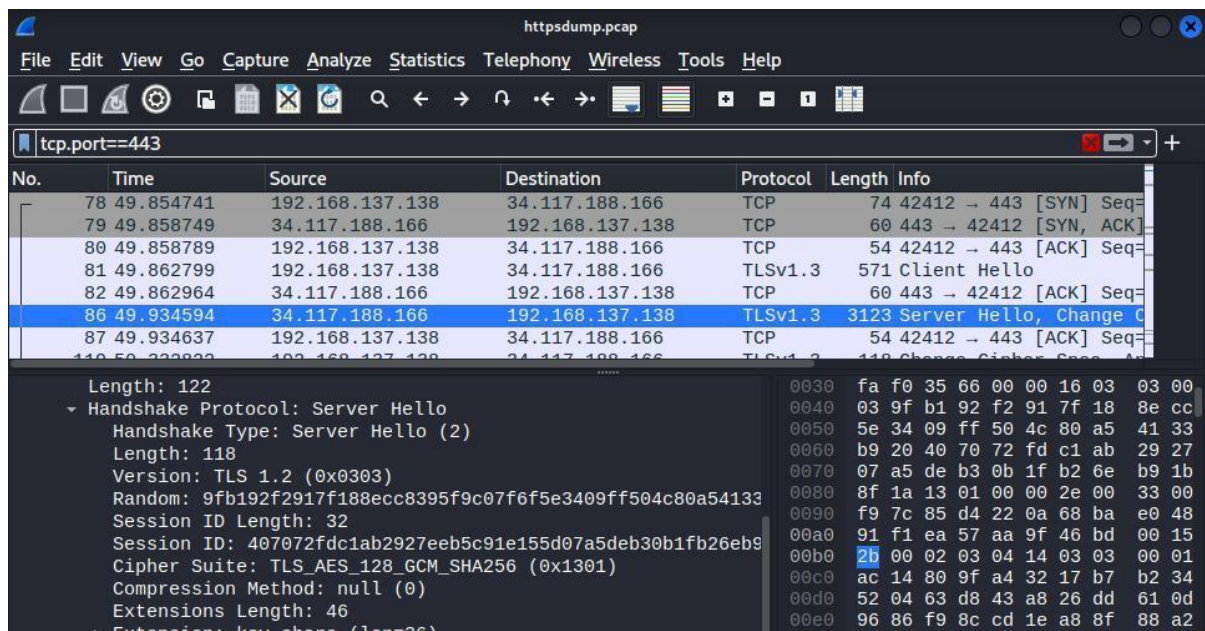 httpsdump.pcap
File Edit View Go Capture Analyze Statistics Telephony Wireless Tools Help
tcp.port==443
No. Time Source Destination Protocol Length Info
78 49.854741 192.168.137.138 34.117.188.166 TCP 74 42412 → 443 [SYN] Seq=
79 49.858749 34.117.188.166 192.168.137.138 TCP 60 443 → 42412 [SYN, ACK]
80 49.858789 192.168.137.138 34.117.188.166 TCP 54 42412 → 443 [ACK] Seq=
81 49.862799 192.168.137.138 34.117.188.166 TLSv1.3 571 Client Hello
82 49.862964 34.117.188.166 192.168.137.138 TCP 60 443 → 42412 [ACK] Seq=
86 49.934594 34.117.188.166 192.168.137.138 TLSv1.3 3123 Server Hello, Change C
87 49.934637 192.168.137.138 34.117.188.166 TCP 54 42412 → 443 [ACK] Seq=
Length: 122
Handshake Protocol: Server Hello
Handshake Type: Server Hello (2)
Length: 118
Version: TLS 1.2 (0x0303)
Random: 9fb192f2917f188ecc8395f9c07f6f5e3409ff504c80a54133
Session ID Length: 32
Session ID: 407072fdc1ab2927eeb5c91e155d07a5deb30b1fb26eb9
Cipher Suite: TLS_AES_128_GCM_SHA256 (0x1301)
Compression Method: null (0)
Extensions Length: 46
0030 fa f0 35 66 00 00 16 03 03 00
0040 03 9f b1 92 f2 91 7f 18 8e cc
0050 5e 34 09 ff 50 4c 80 a5 41 33
0060 b9 20 40 70 72 fd c1 ab 29 27
0070 07 a5 de b3 0b 1f b2 6e b9 1b
0080 8f 1a 13 01 00 00 2e 00 33 00
0090 f9 7c 85 d4 22 0a 68 ba e0 48
00a0 91 f1 ea 57 aa 9f 46 bd 00 15
00b0 2b 00 02 03 04 14 03 03 00 01
00c0 ac 14 80 9f a4 32 17 b7 b2 34
00d0 52 04 63 d8 43 a8 26 dd 61 0d
00e0 96 86 f9 8c cd 1e a8 8f 88 a2